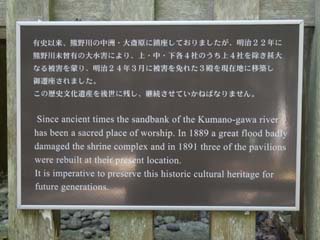 有史以来、熊野川の中洲・大斎原に鎮座しておりましたが、明治２２年に
熊野川未曾有の大水害により、上・中・下各４社のうち上４社を除き甚大
なる被害を蒙り、明治２４年３月に被害を免れた３殿を現在地に移築し
御遷座されました。
この歴史文化遺産を後世に残し、継続させていかねばなりません。
Since ancient times the sandbank of the Kumano-gawa river
has been a sacred place of worship. In 1889 a great flood badly
damaged the shrine complex and in 1891 three of the pavilions
were rebuilt at their present location.
It is imperative to preserve this historic cultural heritage for
future generations.